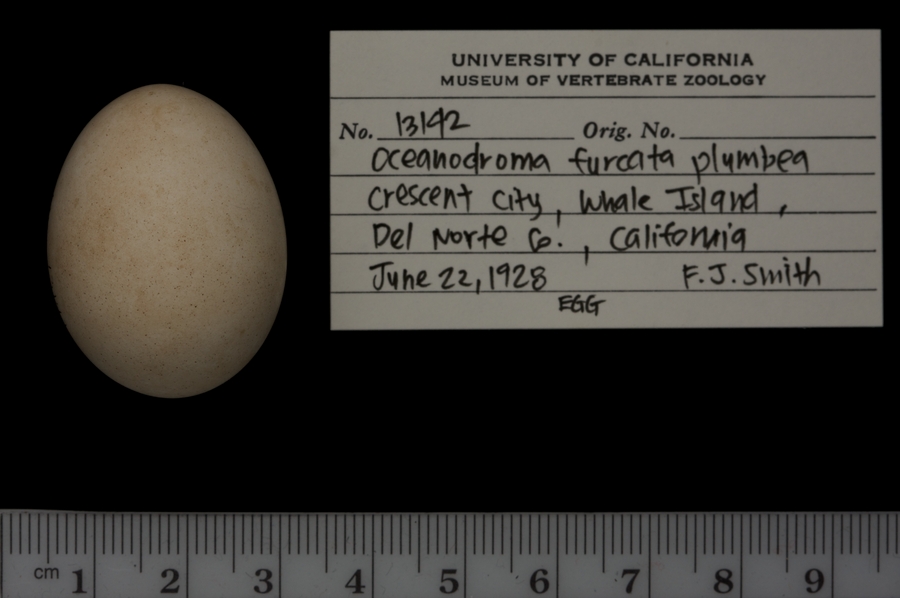 UNIVERSITY OF CALIFORNIA
MUSEUM OF VERTEBRATE ZOOLOGY
No. 13142 Orig. No.
Oceanodroma furcata plumbea
Crescent City, Whale Island,
Del Norte Co., California
June 22, 1928 F.J. Smith
EGG
cm 1 2 3 4 5 6 7 8 9